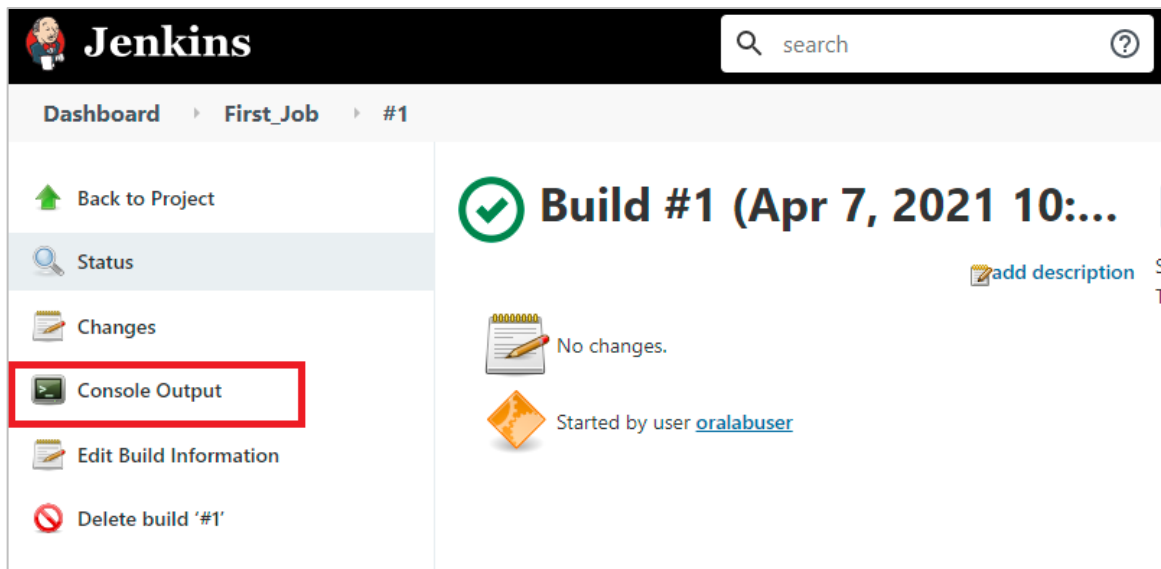 Jenkins
search
Dashboard First_Job #1
Back to Project
Status
Changes
Console Output
Edit Build Information
Delete build ‘#1’
Build #1 (Apr 7, 2021 10:...
add description
No changes.
Started by user oralabuser